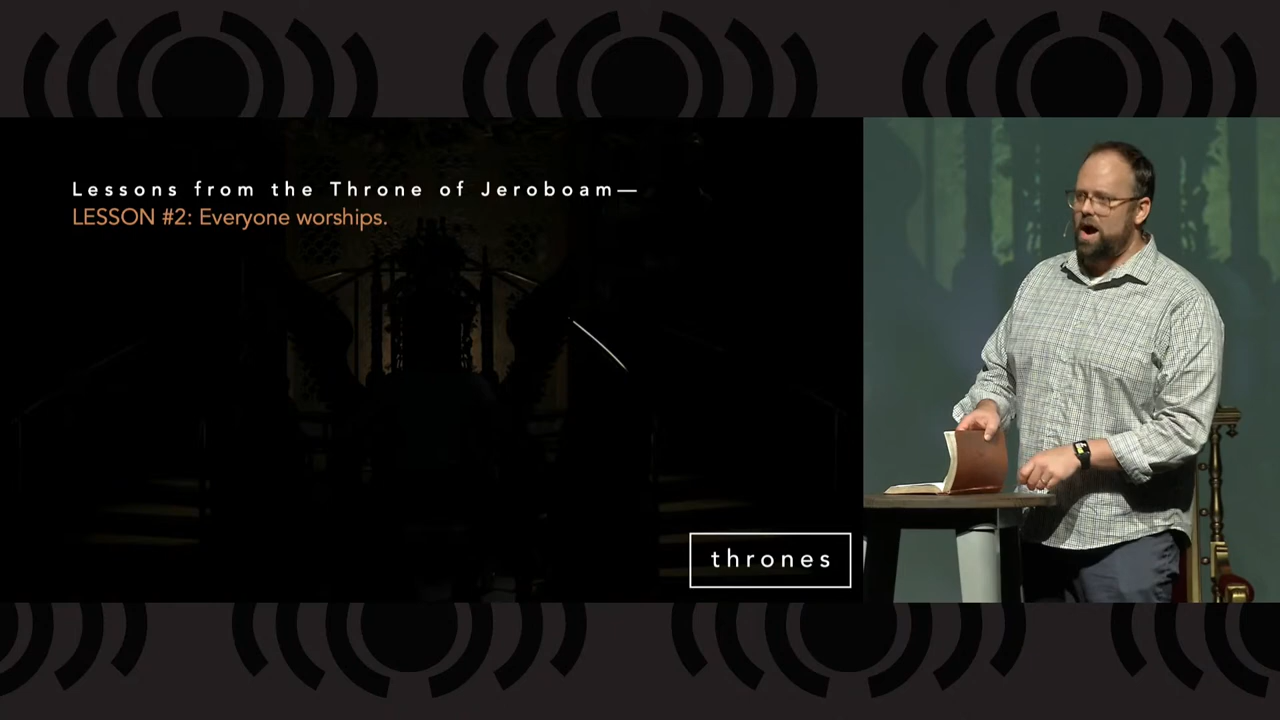 Lessons from the Throne of Jeroboam—
LESSON #2: Everyone worships.
thrones